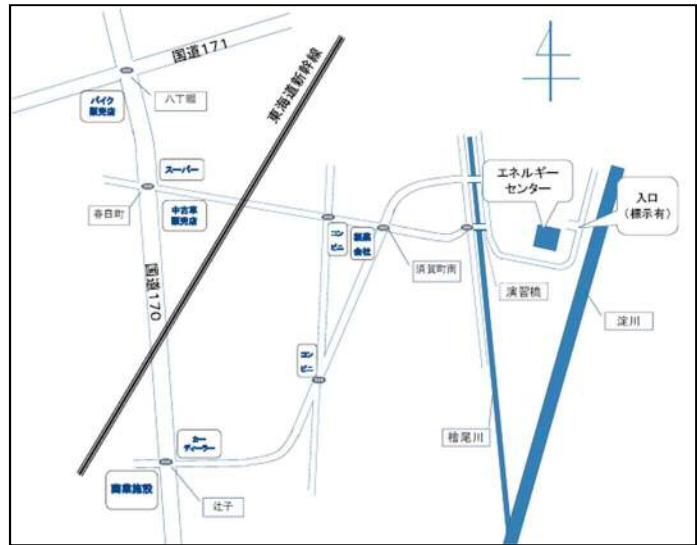 国道171
八丁畷
バイク
販売店
東海道新幹線
スーパー
春日町
中古車
販売店
コン
ビニ
製薬
会社
須賀町南
エネルギー
センター
入口
(標示有)
演習橋
淀川
国道170
コン
ビニ
桧尾川
カー
ディーラー
商業施設
辻子